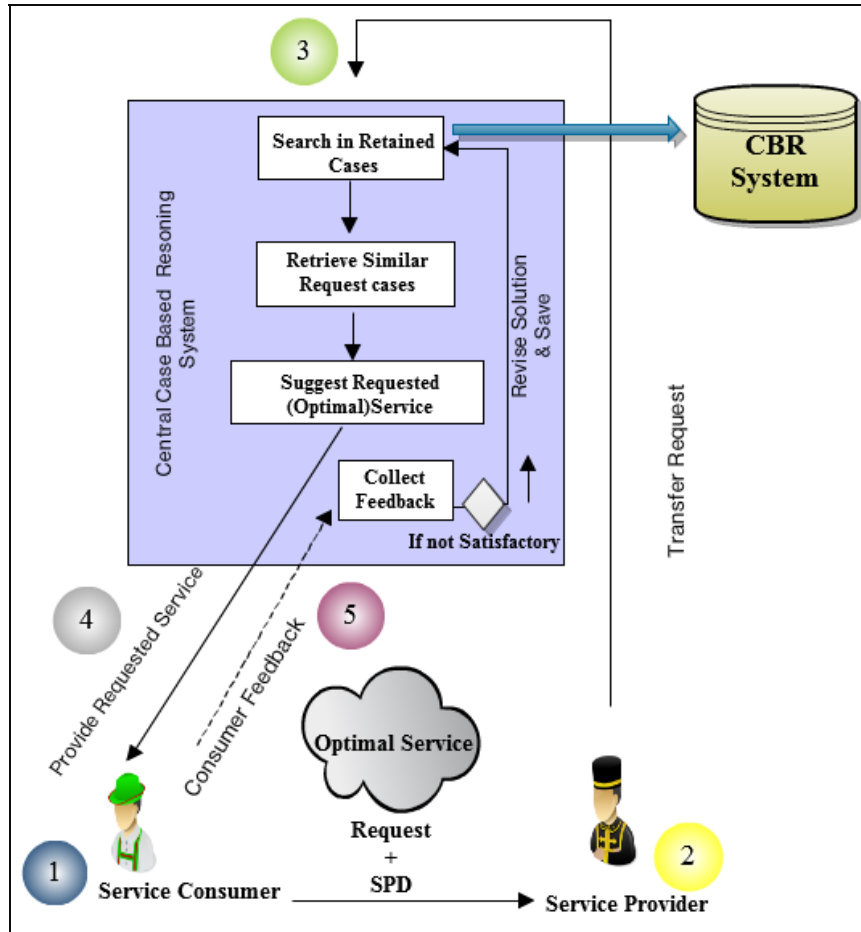 3
Search in Retained
Cases
CBR
System
Retrieve Similar
Request cases
Central Case Based Resoning
System
Revise Solution
& Save
Suggest Requested
(Optimal)Service
Collect
Feedback
If not Satisfactory
Transfer Request
4
5
Provide Requested Service
Consumer Feedback
Optimal Service
Request
+
SPD
1
Service Consumer
2
Service Provider